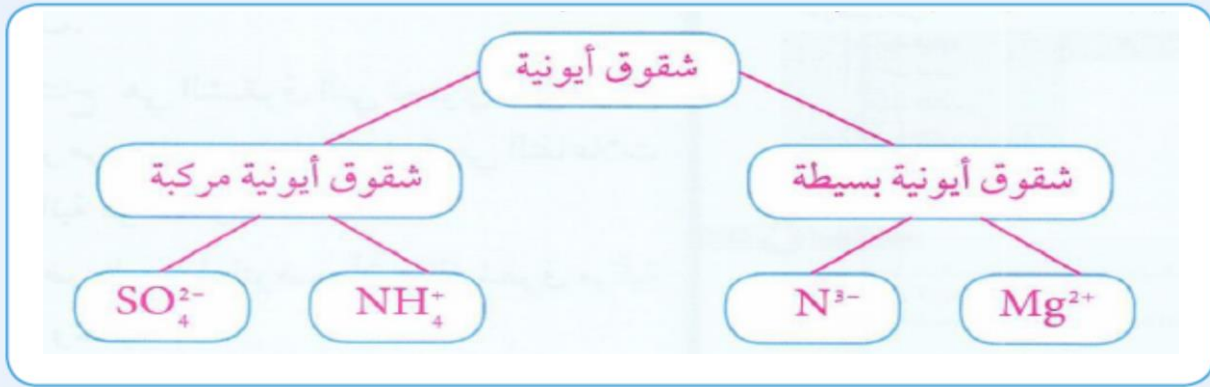 شقوق أيونية
شقوق أيونية بسيطة
شقوق أيونية مركبة
Mg²⁺
N³⁻
NH₄⁺
SO₄²⁻